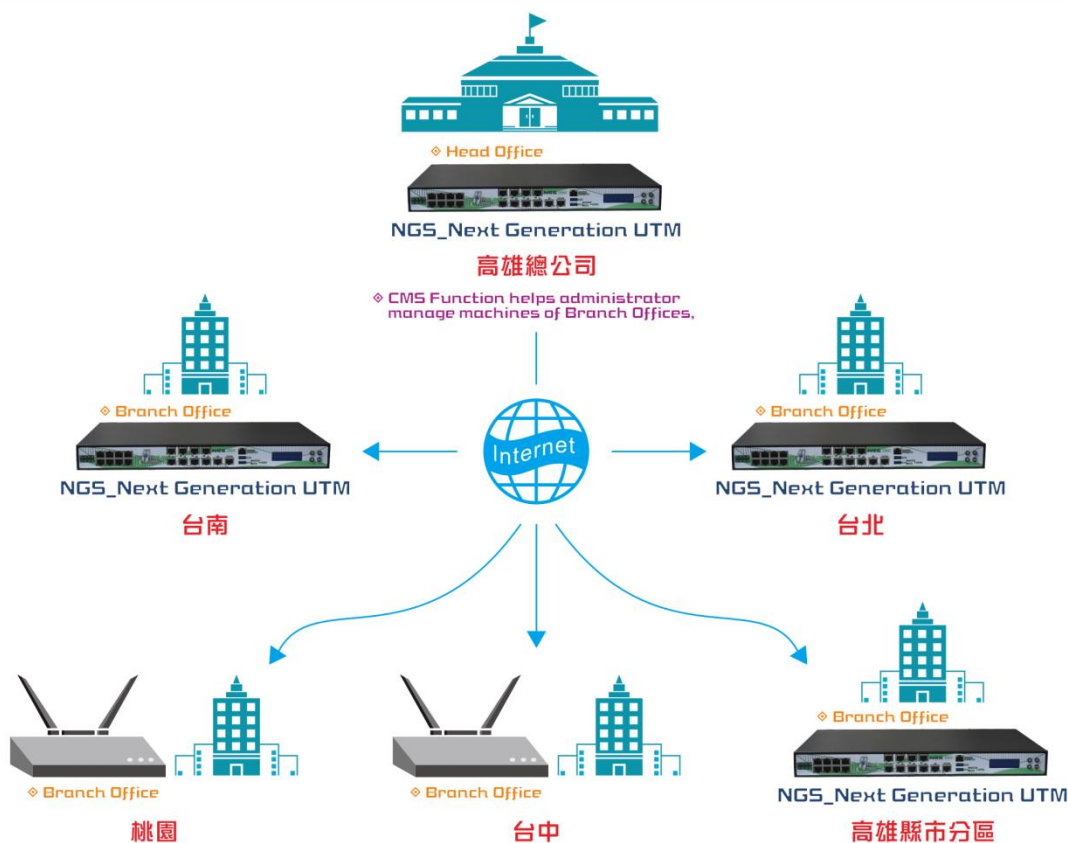 Head Office
NGS_Next Generation UTM
高雄總公司
CMS Function helps administrator
manage machines of Branch Offices,
Branch Office
NGS_Next Generation UTM
台南
Internet
Branch Office
NGS_Next Generation UTM
台北
Branch Office
桃園
Branch Office
台中
Branch Office
NGS_Next Generation UTM
高雄縣市分區